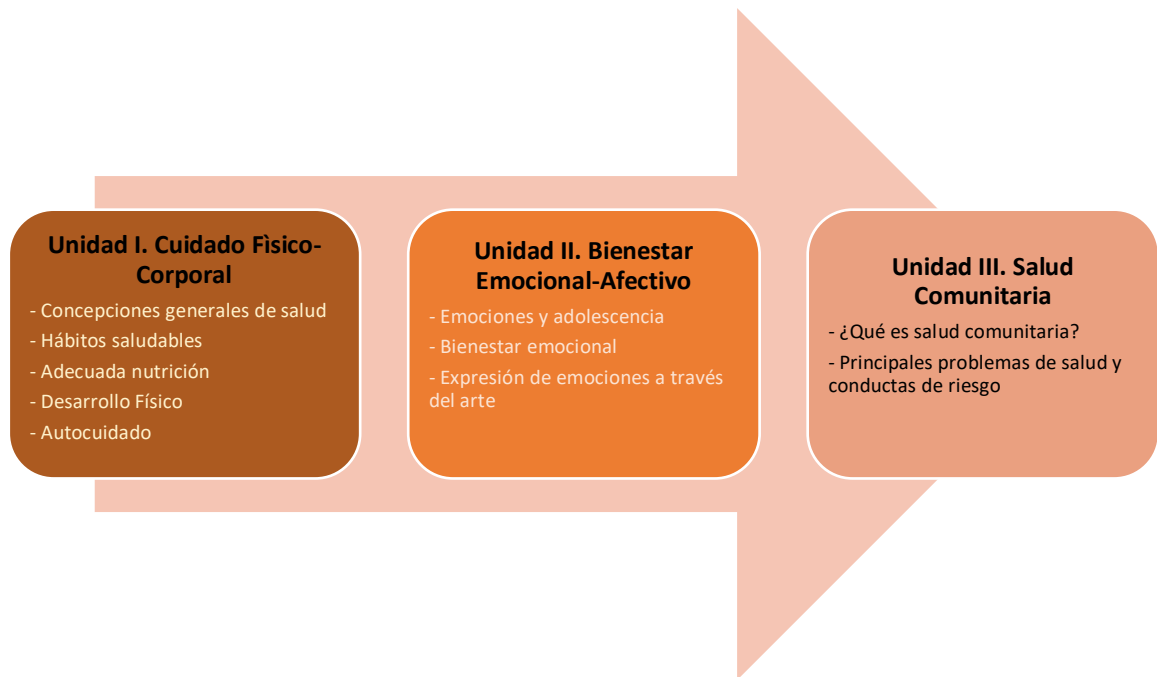 Unidad I. Cuidado Fìsico-
Corporal
- Concepciones generales de salud
- Hábitos saludables
- Adecuada nutrición
- Desarrollo Físico
- Autocuidado
Unidad II. Bienestar
Emocional-Afectivo
- Emociones y adolescencia
- Bienestar emocional
- Expresión de emociones a través
del arte
Unidad III. Salud
Comunitaria
- ¿Qué es salud comunitaria?
- Principales problemas de salud y
conductas de riesgo